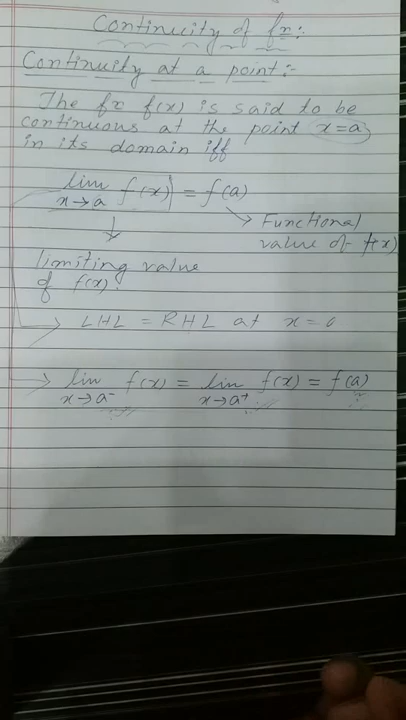 Continuity of fx:
Continuity at a point:-
The fx f(x) is said to be
continuous at the point x=a,
in its domain iff
lim x→a f(x) = f(a)
Functional
value of f(x)
limiting value
of f(x).
LHL = RHL at x = a
lim x→a⁻ f(x) = lim x→a⁺ f(x) = f(a)